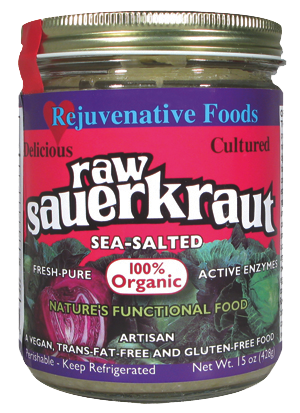 Rejuvenative Foods
Delicious Cultured
raw
sauerkraut
SEA-SALTED
FRESH-PURE 100% Organic ACTIVE ENZYMES
NATURE'S FUNCTIONAL FOOD
ARTISAN
A VEGAN, TRANS-FAT-FREE AND GLUTEN-FREE FOOD
Perishable - Keep Refrigerated Net Wt. 15 oz (428g)